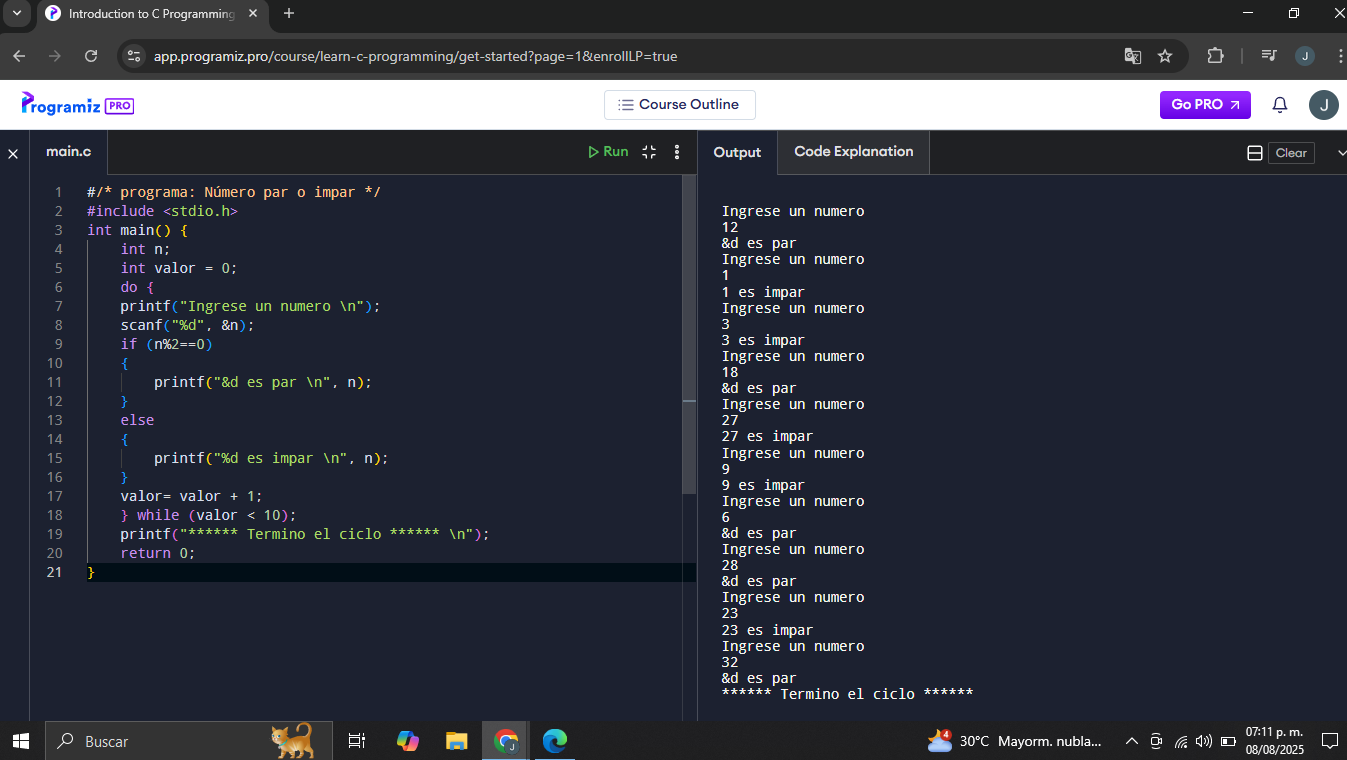 Introduction to C Programming
app.programiz.pro/course/learn-c-programming/get-started?page=1&enrollLP=true
J
Programiz PRO
Course Outline
Go PRO
J
main.c
Run
Output
Code Explanation
Clear
1 #/* programa: Número par o impar */
2 #include <stdio.h>
3 int main() {
4 int n;
5 int valor = 0;
6 do {
7 printf("Ingrese un numero \n");
8 scanf("%d", &n);
9 if (n%2==0)
10 {
11 printf("&d es par \n", n);
12 }
13 else
14 {
15 printf("%d es impar \n", n);
16 }
17 valor= valor + 1;
18 } while (valor < 10);
19 printf("****** Termino el ciclo ****** \n");
20 return 0;
21 }
Ingrese un numero
12
&d es par
Ingrese un numero
1
1 es impar
Ingrese un numero
3
3 es impar
Ingrese un numero
18
&d es par
Ingrese un numero
27
27 es impar
Ingrese un numero
9
9 es impar
Ingrese un numero
6
&d es par
Ingrese un numero
28
&d es par
Ingrese un numero
23
23 es impar
Ingrese un numero
32
&d es par
****** Termino el ciclo ******
Buscar
4
30°C Mayorm. nubla...
07:11 p. m.
08/08/2025